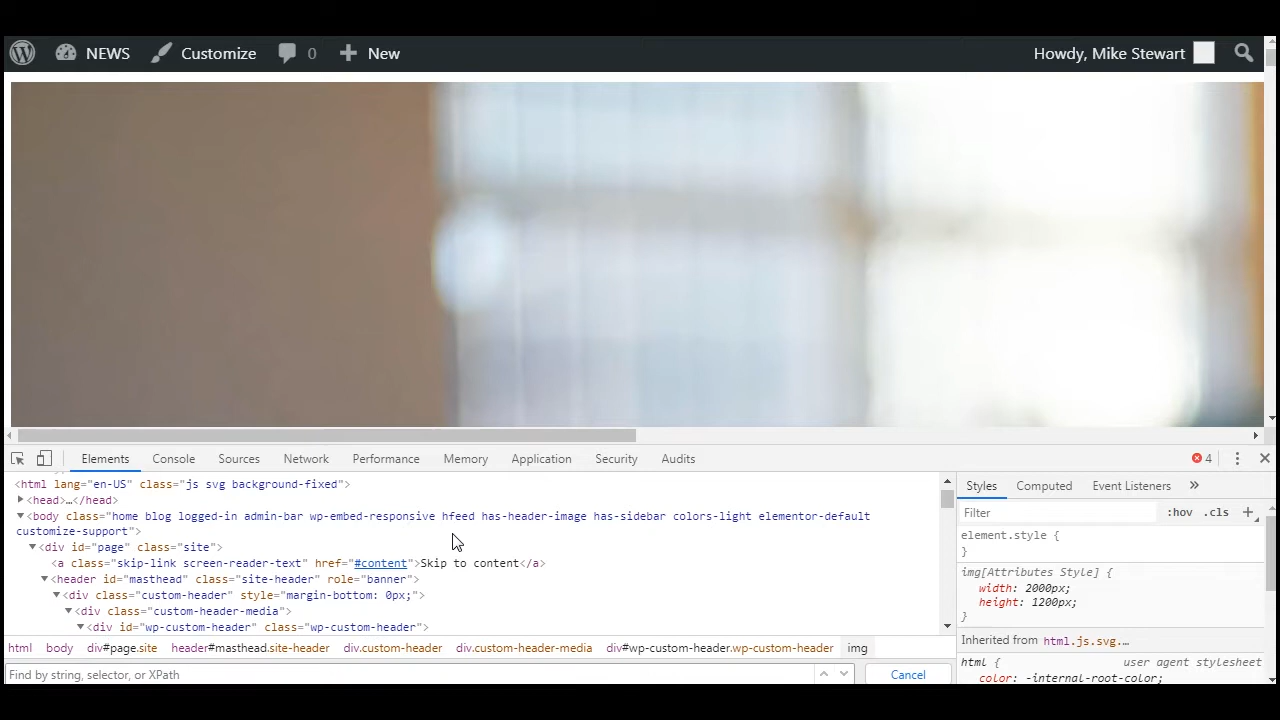 NEWS Customize 0 New Howdy, Mike Stewart
Elements Console Sources Network Performance Memory Application Security Audits 4
<html lang="en-US" class="js svg background-fixed">
<head>…</head>
<body class="home blog logged-in admin-bar wp-embed-responsive hfeed has-header-image has-sidebar colors-light elementor-default
customize-support">
<div id="page" class="site">
<a class="skip-link screen-reader-text" href="#content">Skip to content</a>
<header id="masthead" class="site-header" role="banner">
<div class="custom-header" style="margin-bottom: 0px;">
<div class="custom-header-media">
<div id="wp-custom-header" class="wp-custom-header">
html body div#page.site header#masthead.site-header div.custom-header div.custom-header-media div#wp-custom-header.wp-custom-header img
Find by string, selector, or XPath Cancel
Styles Computed Event Listeners »
Filter :hov .cls +
element.style {
}
img[Attributes Style] {
width: 2000px;
height: 1200px;
}
Inherited from html.js.svg.…
html { user agent stylesheet
color: -internal-root-color;